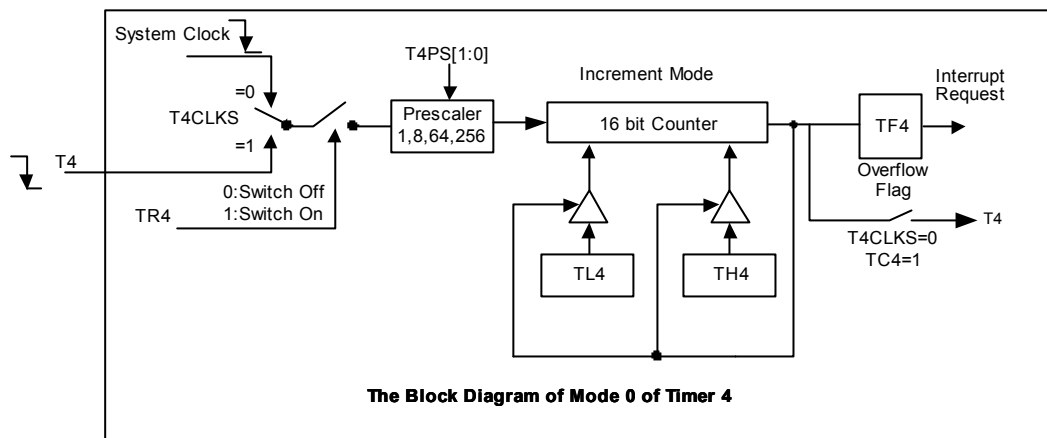 System Clock
T4PS[1:0]
Increment Mode
Interrupt
Request
=0
T4CLKS
=1
Prescaler
1,8,64,256
16 bit Counter
TF4
T4
0:Switch Off
1:Switch On
TR4
Overflow
Flag
T4
T4CLKS=0
TC4=1
TL4
TH4
The Block Diagram of Mode 0 of Timer 4